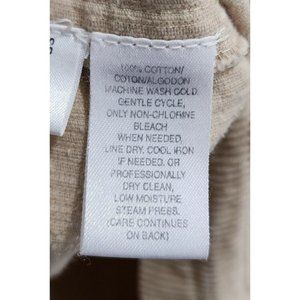 100% COTTON/
COTON/ALGODON
MACHINE WASH COLD,
GENTLE CYCLE,
ONLY NON-CHLORINE
BLEACH
WHEN NEEDED,
LINE DRY. COOL IRON
IF NEEDED. OR
PROFESSIONALLY
DRY CLEAN,
LOW MOISTURE
STEAM PRESS.
(CARE CONTINUES
ON BACK)